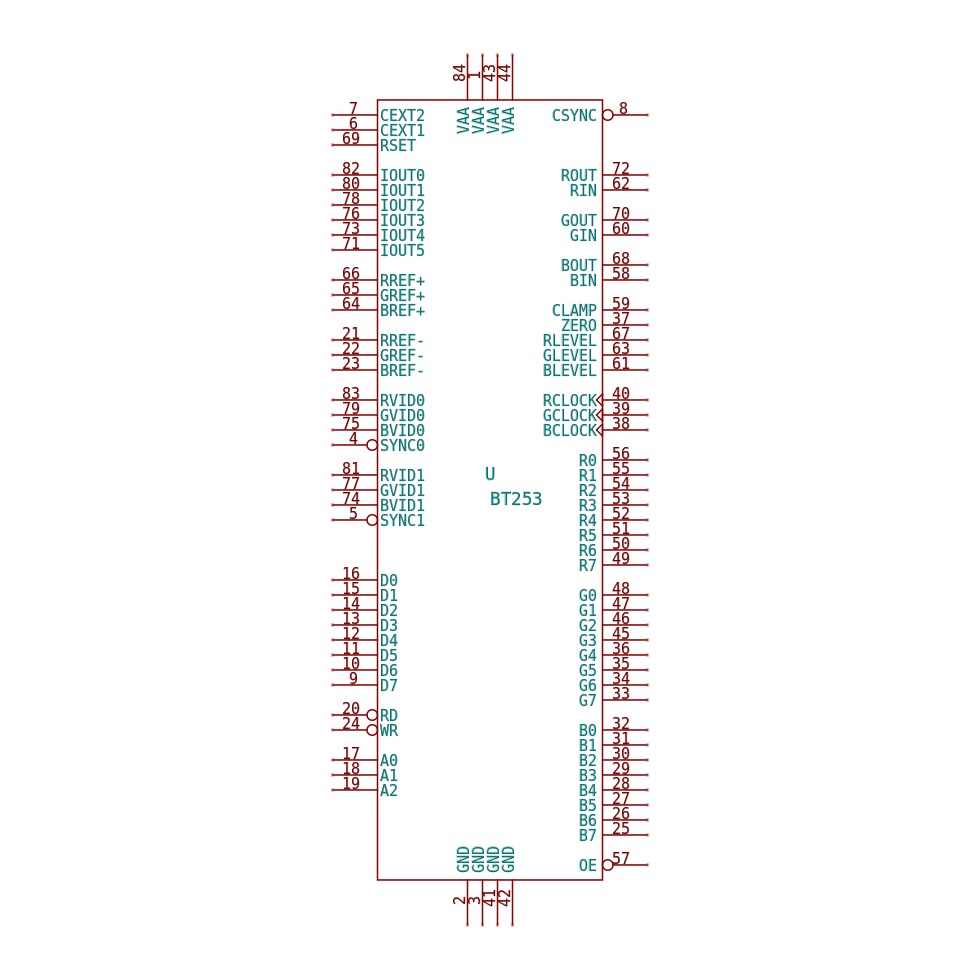 84 1 43 44
VAA VAA VAA VAA
7 CEXT2 CSYNC 8
6 CEXT1
69 RSET
82 IOUT0 ROUT 72
80 IOUT1 RIN 62
78 IOUT2
76 IOUT3 GOUT 70
73 IOUT4 GIN 60
71 IOUT5
BOUT 68
66 RREF+ BIN 58
65 GREF+
64 BREF+ CLAMP 59
ZERO 37
21 RREF- RLEVEL 67
22 GREF- GLEVEL 63
23 BREF- BLEVEL 61
83 RVID0 RCLOCK 40
79 GVID0 GCLOCK 39
75 BVID0 BCLOCK 38
4 SYNC0
R0 56
81 RVID1 R1 55
U
77 GVID1 R2 54
BT253
74 BVID1 R3 53
5 SYNC1 R4 52
R5 51
R6 50
R7 49
16 D0
15 D1 G0 48
14 D2 G1 47
13 D3 G2 46
12 D4 G3 45
11 D5 G4 36
10 D6 G5 35
9 D7 G6 34
G7 33
20 RD
24 WR B0 32
B1 31
17 A0 B2 30
18 A1 B3 29
19 A2 B4 28
B5 27
B6 26
B7 25
GND GND GND GND
OE 57
2 3 41 42